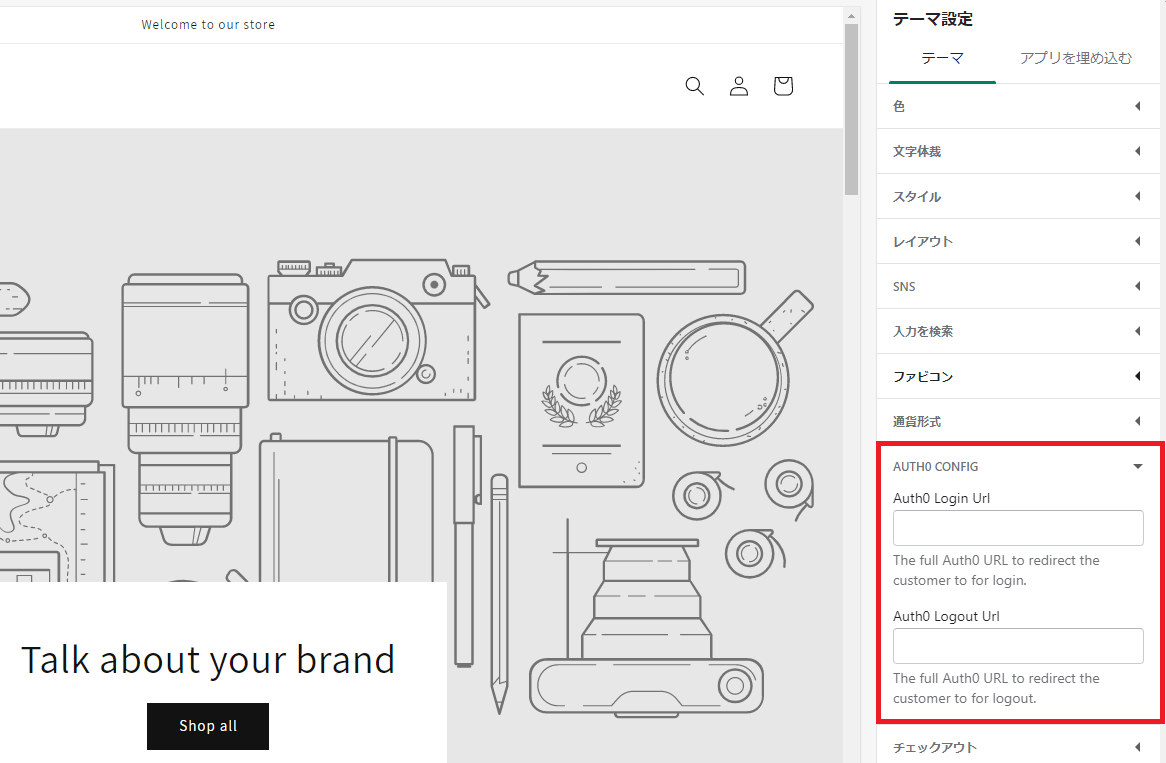 Welcome to our store
Talk about your brand
Shop all
テーマ設定
テーマ
アプリを埋め込む
色
文字体裁
スタイル
レイアウト
SNS
入力を検索
ファビコン
通貨形式
AUTH0 CONFIG
Auth0 Login Url
The full Auth0 URL to redirect the
customer to for login.
Auth0 Logout Url
The full Auth0 URL to redirect the
customer to for logout.
チェックアウト